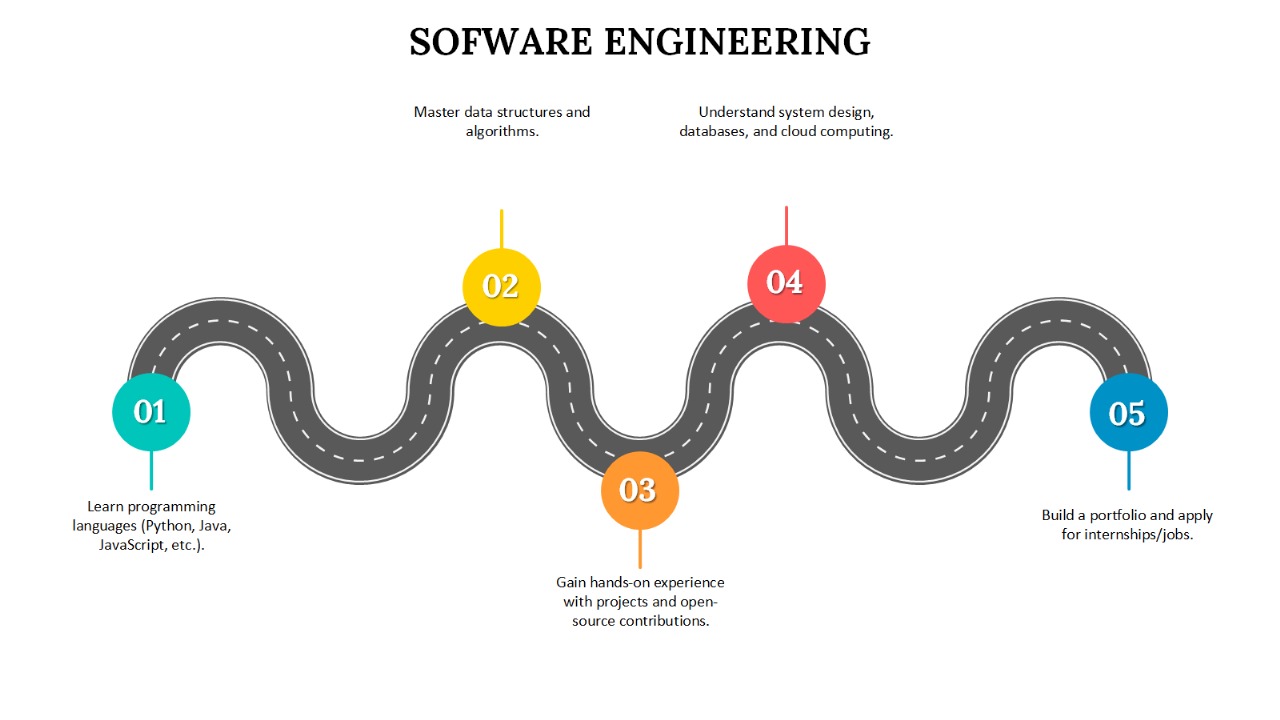 SOFWARE ENGINEERING
Master data structures and
algorithms.
Understand system design,
databases, and cloud computing.
02
04
01
05
03
Learn programming
languages (Python, Java,
JavaScript, etc.).
Build a portfolio and apply
for internships/jobs.
Gain hands-on experience
with projects and open-
source contributions.